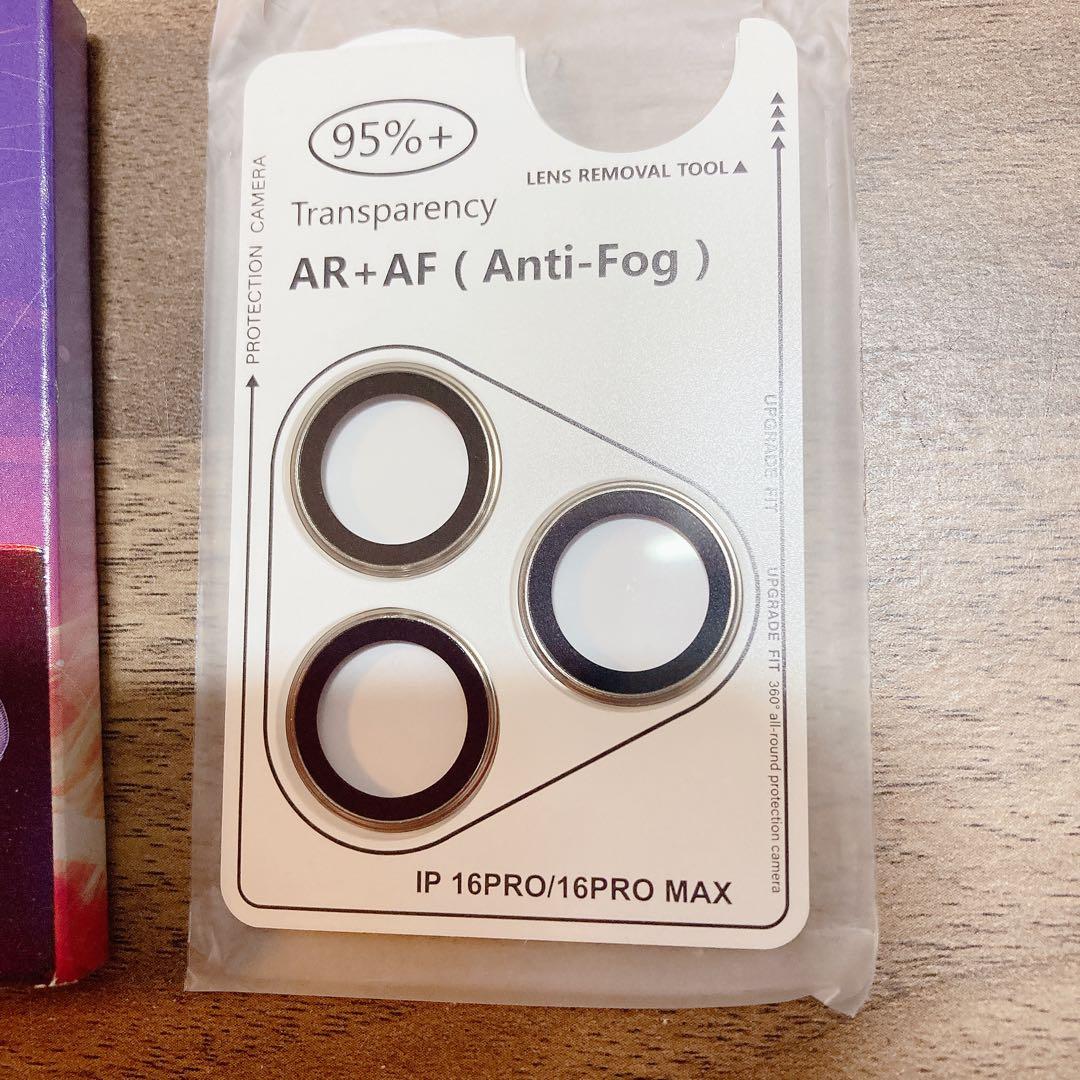 95%+
LENS REMOVAL TOOL▲
Transparency
AR+AF ( Anti-Fog )
PROTECTION CAMERA
UPGRADE FIT
UPGRADE FIT 360° all-round protection camera
IP 16PRO/16PRO MAX